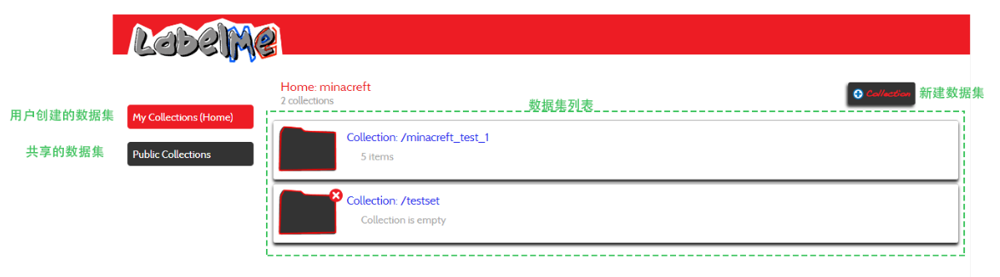 LabelMe
Home: minacreft
2 collections
Collection
新建数据集
数据集列表
用户创建的数据集
My Collections (Home)
共享的数据集
Public Collections
Collection: /minacreft_test_1
5 items
Collection: /testset
Collection is empty